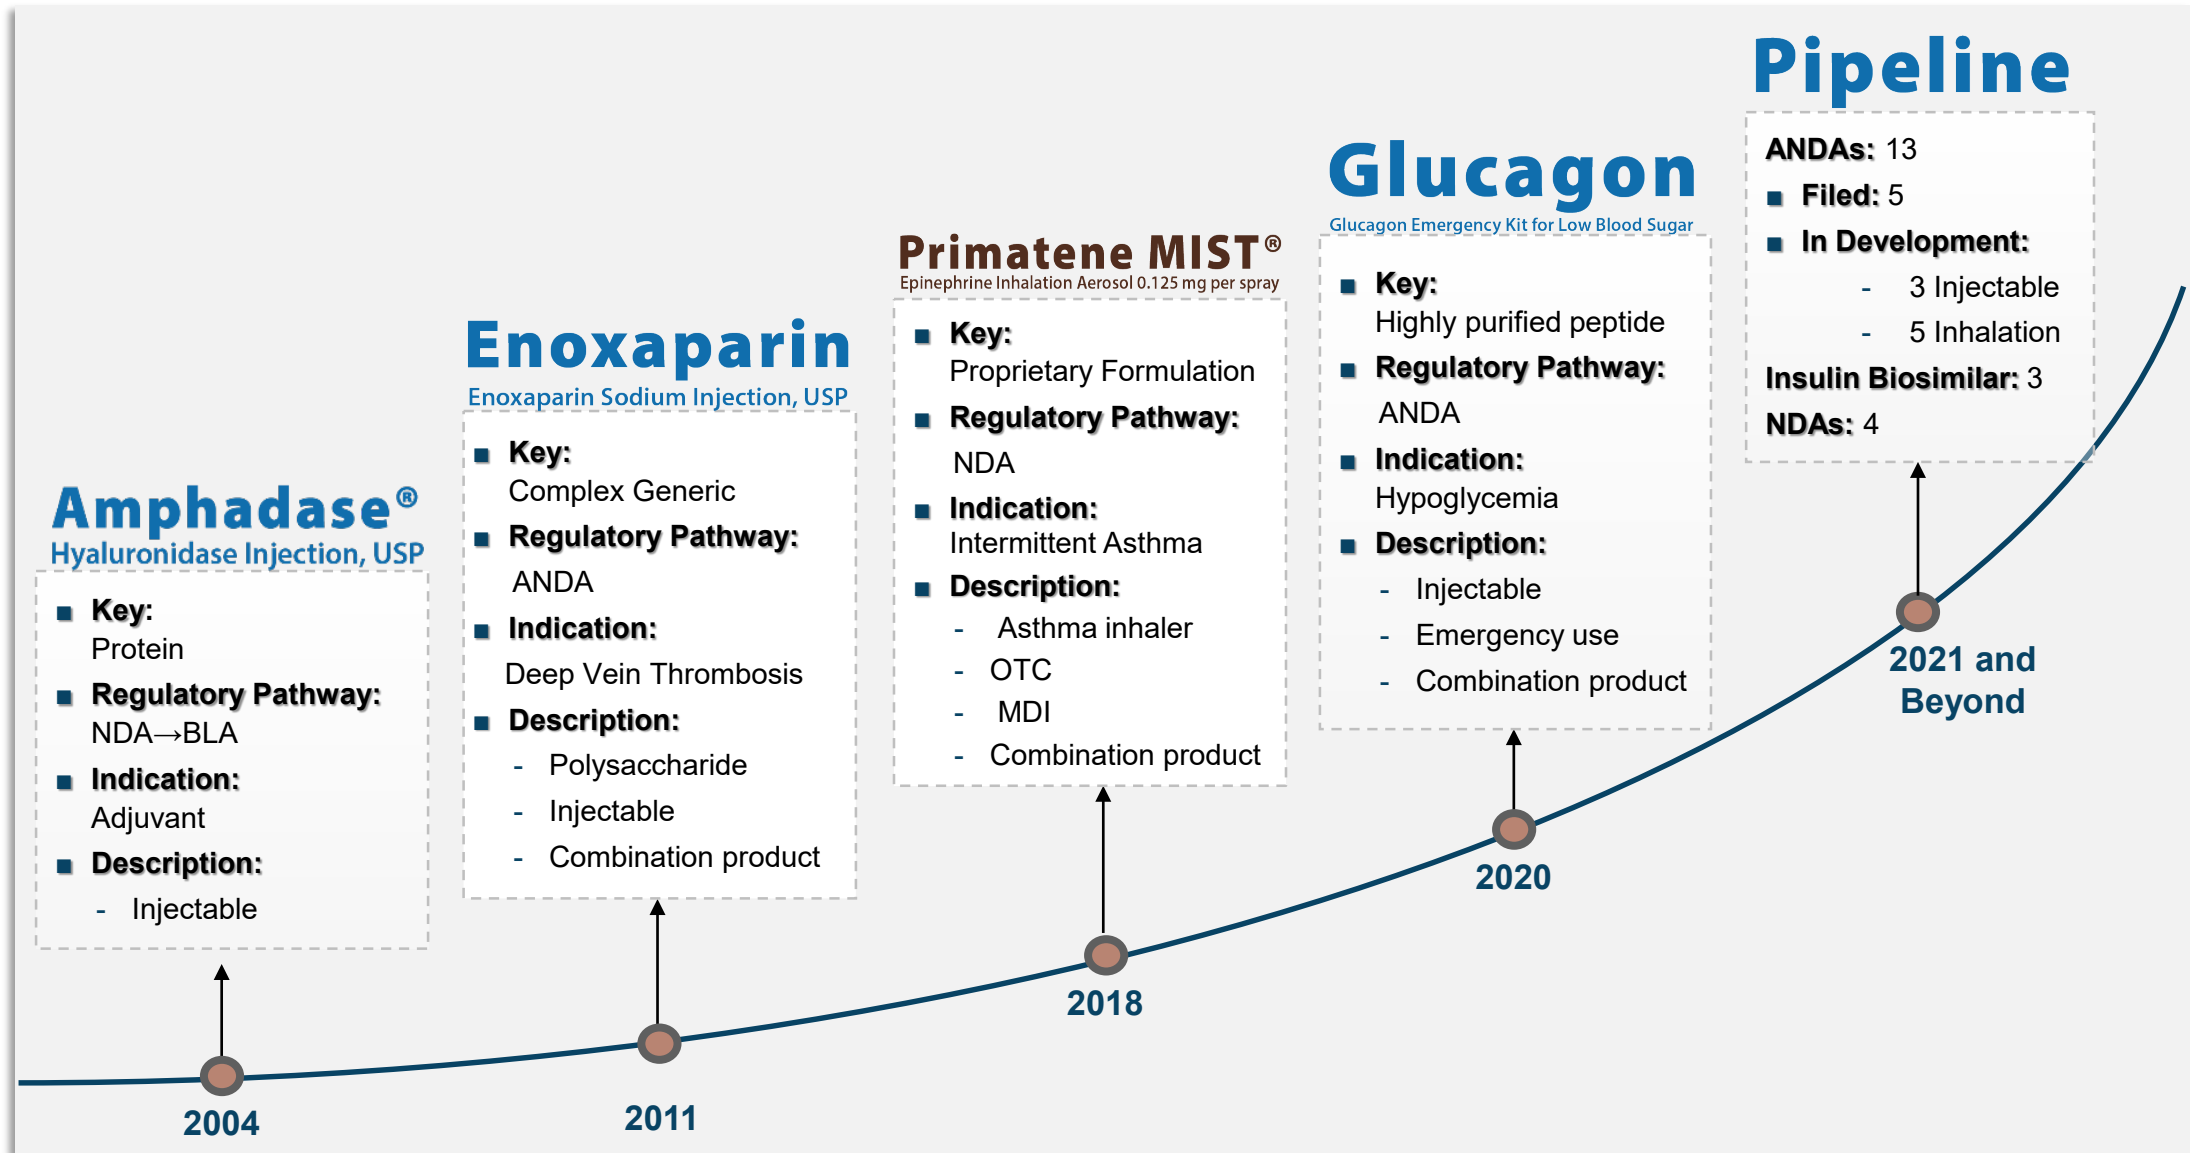 Amphadase®
Hyaluronidase Injection, USP
■ Key:
Protein
■ Regulatory Pathway:
NDA→BLA
■ Indication:
Adjuvant
■ Description:
- Injectable
2004
Enoxaparin
Enoxaparin Sodium Injection, USP
■ Key:
Complex Generic
■ Regulatory Pathway:
ANDA
■ Indication:
Deep Vein Thrombosis
■ Description:
- Polysaccharide
- Injectable
- Combination product
2011
Primatene MIST®
Epinephrine Inhalation Aerosol 0.125 mg per spray
■ Key:
Proprietary Formulation
■ Regulatory Pathway:
NDA
■ Indication:
Intermittent Asthma
■ Description:
- Asthma inhaler
- OTC
- MDI
- Combination product
2018
Glucagon
Glucagon Emergency Kit for Low Blood Sugar
■ Key:
Highly purified peptide
■ Regulatory Pathway:
ANDA
■ Indication:
Hypoglycemia
■ Description:
- Injectable
- Emergency use
- Combination product
2020
Pipeline
ANDAs: 13
■ Filed: 5
■ In Development:
- 3 Injectable
- 5 Inhalation
Insulin Biosimilar: 3
NDAs: 4
2021 and
Beyond